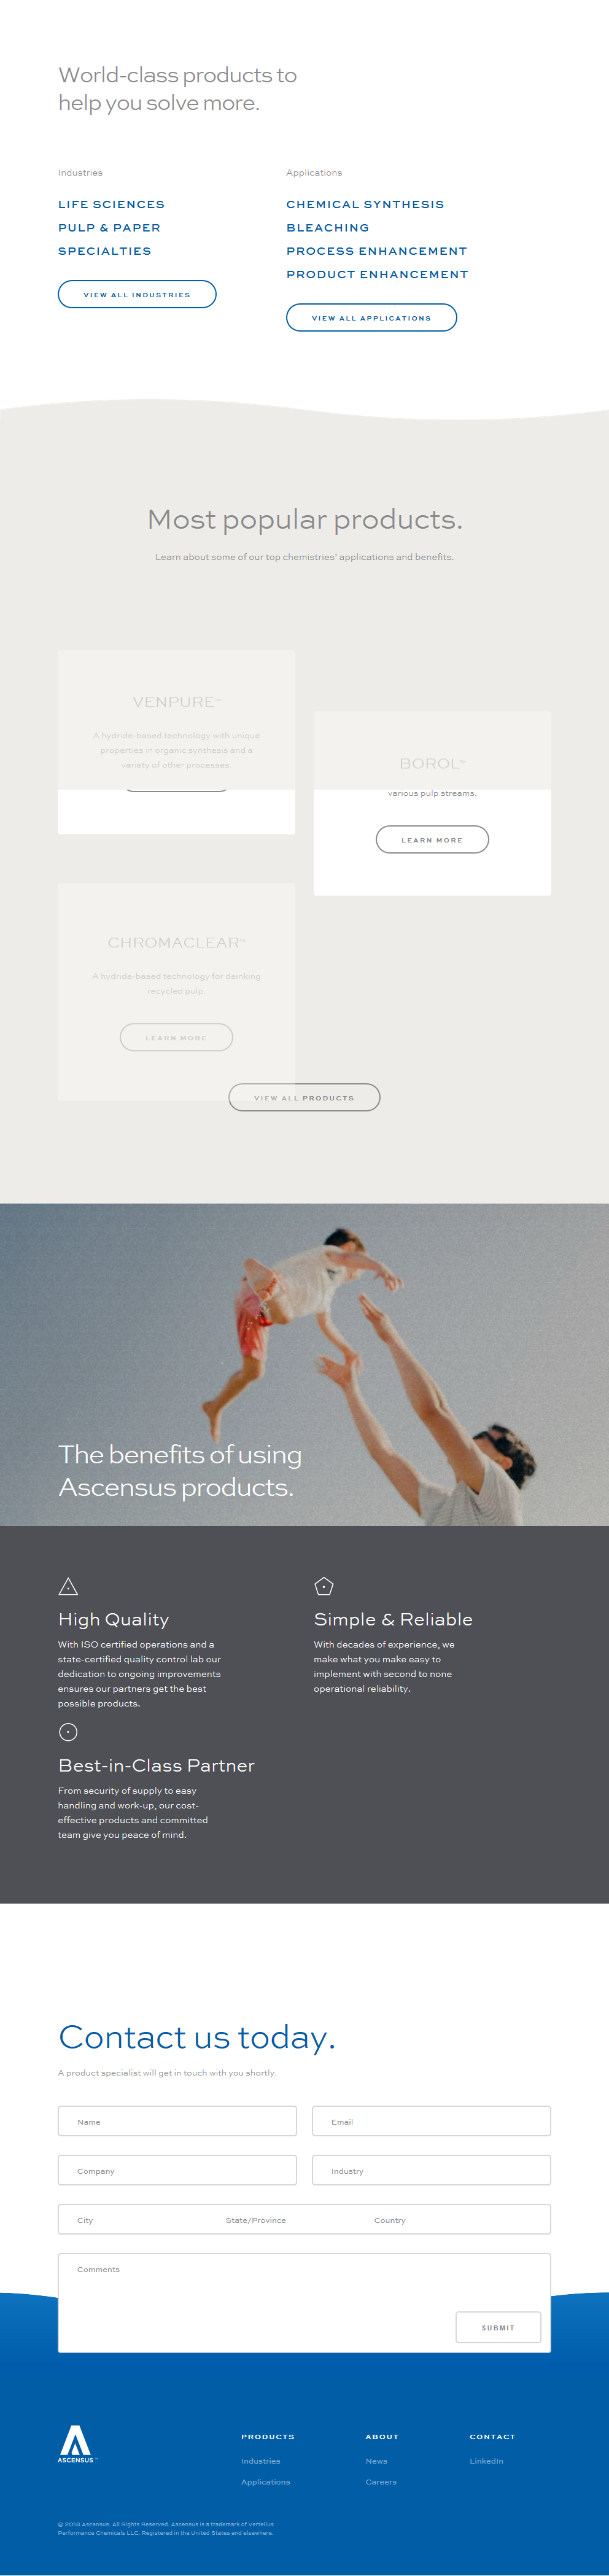 World-class products to
help you solve more.
Industries
LIFE SCIENCES
PULP & PAPER
SPECIALTIES
VIEW ALL INDUSTRIES
Applications
CHEMICAL SYNTHESIS
BLEACHING
PROCESS ENHANCEMENT
PRODUCT ENHANCEMENT
VIEW ALL APPLICATIONS
Most popular products.
Learn about some of our top chemistries' applications and benefits.
VENPURE™
A hydride-based technology with unique
properties in organic synthesis and a
variety of other processes.
BOROL™
various pulp streams.
LEARN MORE
CHROMACLEAR™
A hydride-based technology for deinking
recycled pulp.
LEARN MORE
VIEW ALL PRODUCTS
The benefits of using
Ascensus products.
High Quality
With ISO certified operations and a
state-certified quality control lab our
dedication to ongoing improvements
ensures our partners get the best
possible products.
Simple & Reliable
With decades of experience, we
make what you make easy to
implement with second to none
operational reliability.
Best-in-Class Partner
From security of supply to easy
handling and work-up, our cost-
effective products and committed
team give you peace of mind.
Contact us today.
A product specialist will get in touch with you shortly.
Name
Email
Company
Industry
City
State/Province
Country
Comments
SUBMIT
ASCENSUS™
PRODUCTS
Industries
Applications
ABOUT
News
Careers
CONTACT
LinkedIn
© 2016 Ascensus. All Rights Reserved. Ascensus is a trademark of Vertellus
Performance Chemicals LLC. Registered in the United States and elsewhere.